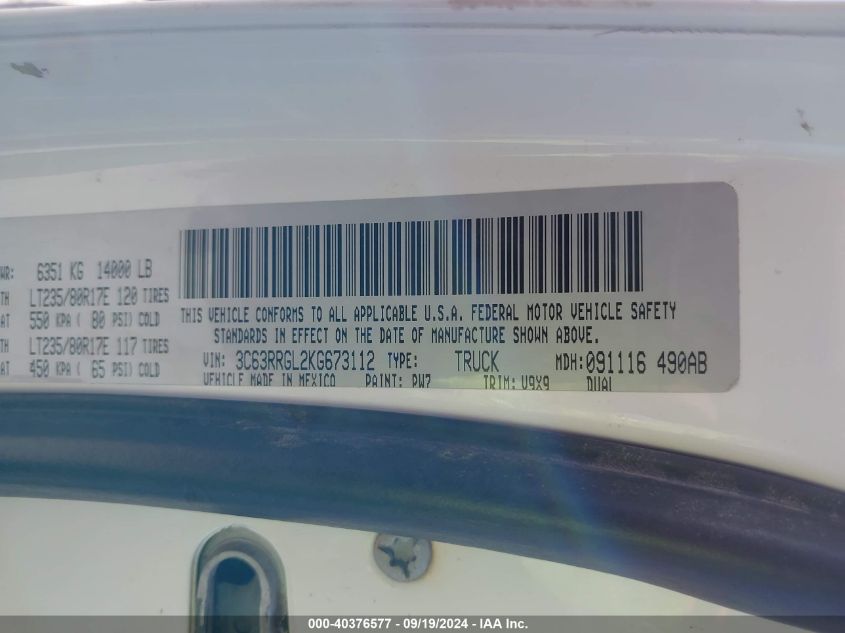 WR: 6351 KG 14000 LB
TH LT235/80R17E 120 TIRES
AT 550 KPA ( 80 PSI) COLD
TH LT235/80R17E 117 TIRES
AT 450 KPA ( 65 PSI) COLD
THIS VEHICLE CONFORMS TO ALL APPLICABLE U.S.A. FEDERAL MOTOR VEHICLE SAFETY
STANDARDS IN EFFECT ON THE DATE OF MANUFACTURE SHOWN ABOVE.
VIN: 3C63RRGL2KG673112 TYPE: TRUCK MDH: 091116 490AB
VEHICLE MADE IN MEXICO PAINT: PW7 TRIM: V9X9 DUAL
000-40376577 - 09/19/2024 - IAA Inc.